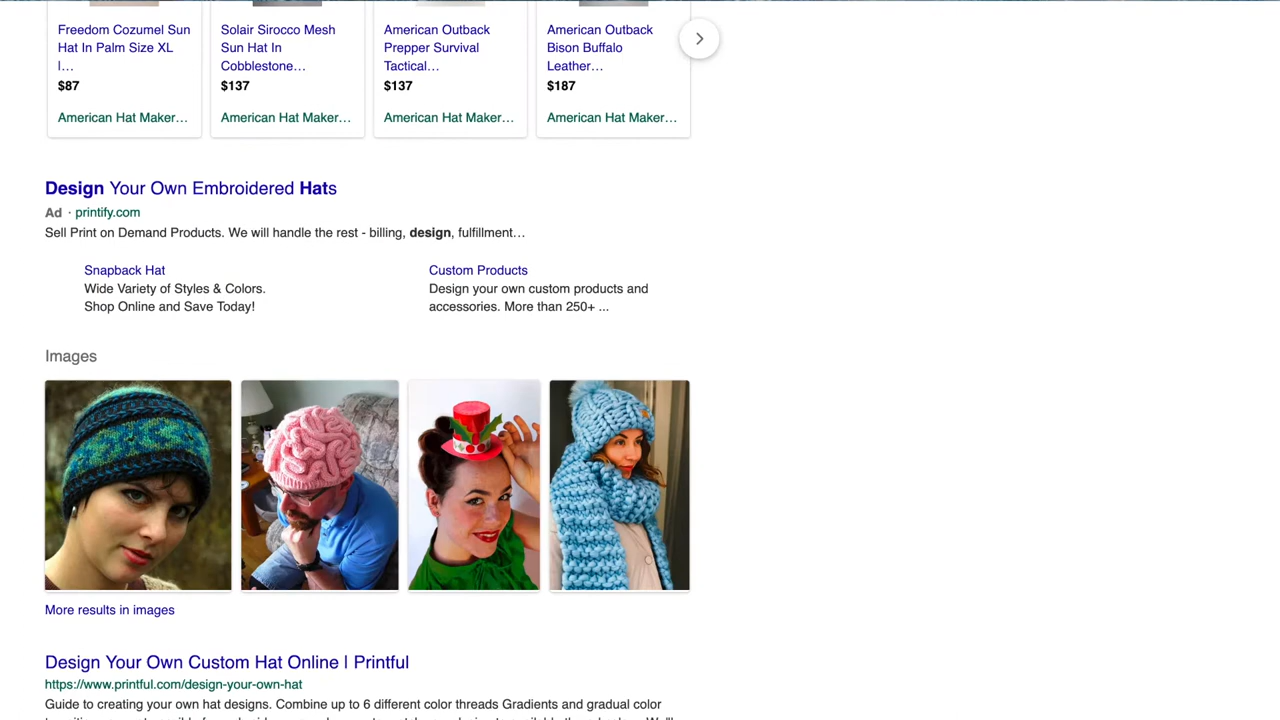 Freedom Cozumel Sun
Hat In Palm Size XL
I…
$87
American Hat Maker…
Solair Sirocco Mesh
Sun Hat In
Cobblestone…
$137
American Hat Maker…
American Outback
Prepper Survival
Tactical…
$137
American Hat Maker…
American Outback
Bison Buffalo
Leather…
$187
American Hat Maker…
Design Your Own Embroidered Hats
Ad · printify.com
Sell Print on Demand Products. We will handle the rest - billing, design, fulfillment…
Snapback Hat
Wide Variety of Styles & Colors.
Shop Online and Save Today!
Custom Products
Design your own custom products and
accessories. More than 250+ ...
Images
More results in images
Design Your Own Custom Hat Online | Printful
https://www.printful.com/design-your-own-hat
Guide to creating your own hat designs. Combine up to 6 different color threads Gradients and gradual color